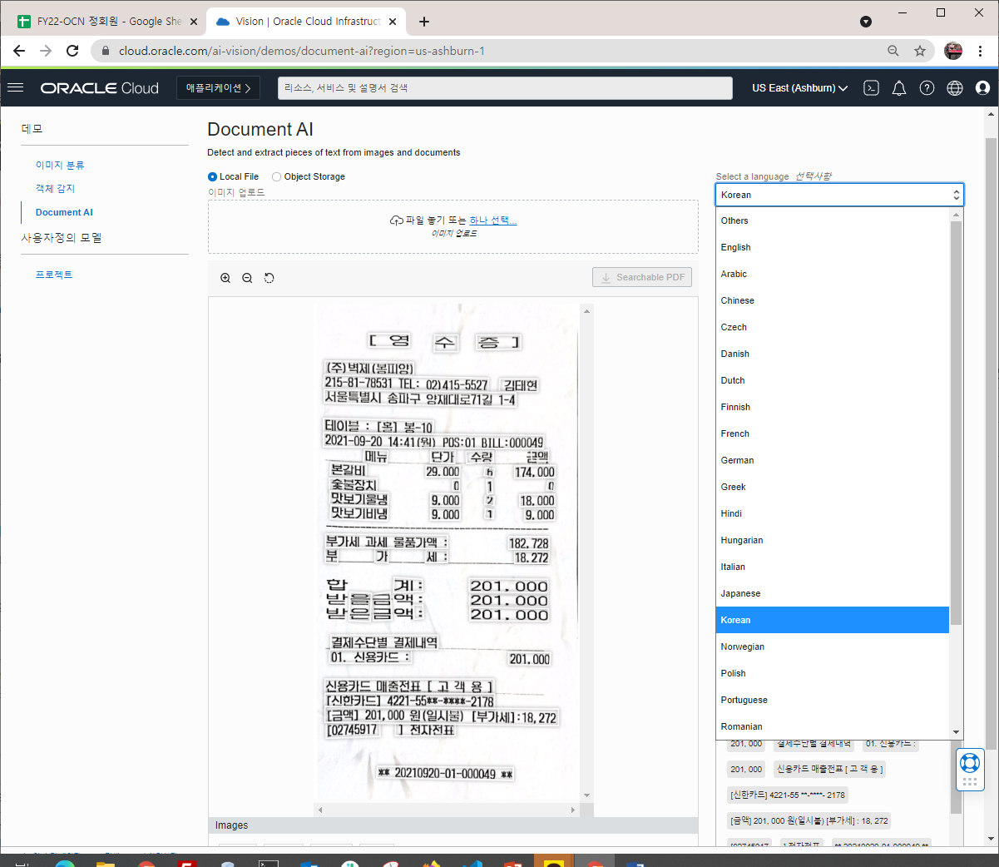 FY22-OCN 정회원 - Google She
Vision | Oracle Cloud Infrastruct
cloud.oracle.com/ai-vision/demos/document-ai?region=us-ashburn-1
ORACLE Cloud
애플리케이션
리소스, 서비스 및 설명서 검색
US East (Ashburn)
데모
이미지 분류
객체 감지
Document AI
사용자정의 모델
프로젝트
Document AI
Detect and extract pieces of text from images and documents
Local File
Object Storage
이미지 업로드
파일 놓기 또는 하나 선택...
이미지 업로드
Searchable PDF
[ 영 수 증 ]
(주)벽제(봉피양)
215-81-78531 TEL: 02)415-5527 김태현
서울특별시 송파구 양재대로71길 1-4
테이블 : [홀] 봉-10
2021-09-20 14:41(월) POS:01 BILL:000049
메뉴 단가 수량 금액
본갈비 29.000 6 174.000
숯불장치 0 1 0
맛보기물냉 9.000 2 18.000
맛보기비냉 9.000 1 9.000
부가세 과세 물품가액 : 182.728
부 가 세 : 18.272
합 계: 201.000
받을금액: 201.000
받은금액: 201.000
결제수단별 결제내역
01. 신용카드 : 201.000
신용카드 매출전표 [ 고 객 용 ]
[신한카드] 4221-55**-****-2178
[금액] 201,000 원(일시불) [부가세]:18,272
[02745917 ] 전자전표
** 20210920-01-000049 **
Images
Select a language 선택사항
Korean
Others
English
Arabic
Chinese
Czech
Danish
Dutch
Finnish
French
German
Greek
Hindi
Hungarian
Italian
Japanese
Korean
Norwegian
Polish
Portuguese
Romanian
201, 000 결제수단별 결제내역 01. 신용카드 :
201, 000 신용카드 매출전표 [ 고 객 용 ]
[신한카드] 4221-55 **-****- 2178
[금액] 201, 000 원(일시불) [부가세] : 18, 272
[02745917 ] 전자전표 ** 20210920-01-000049 **